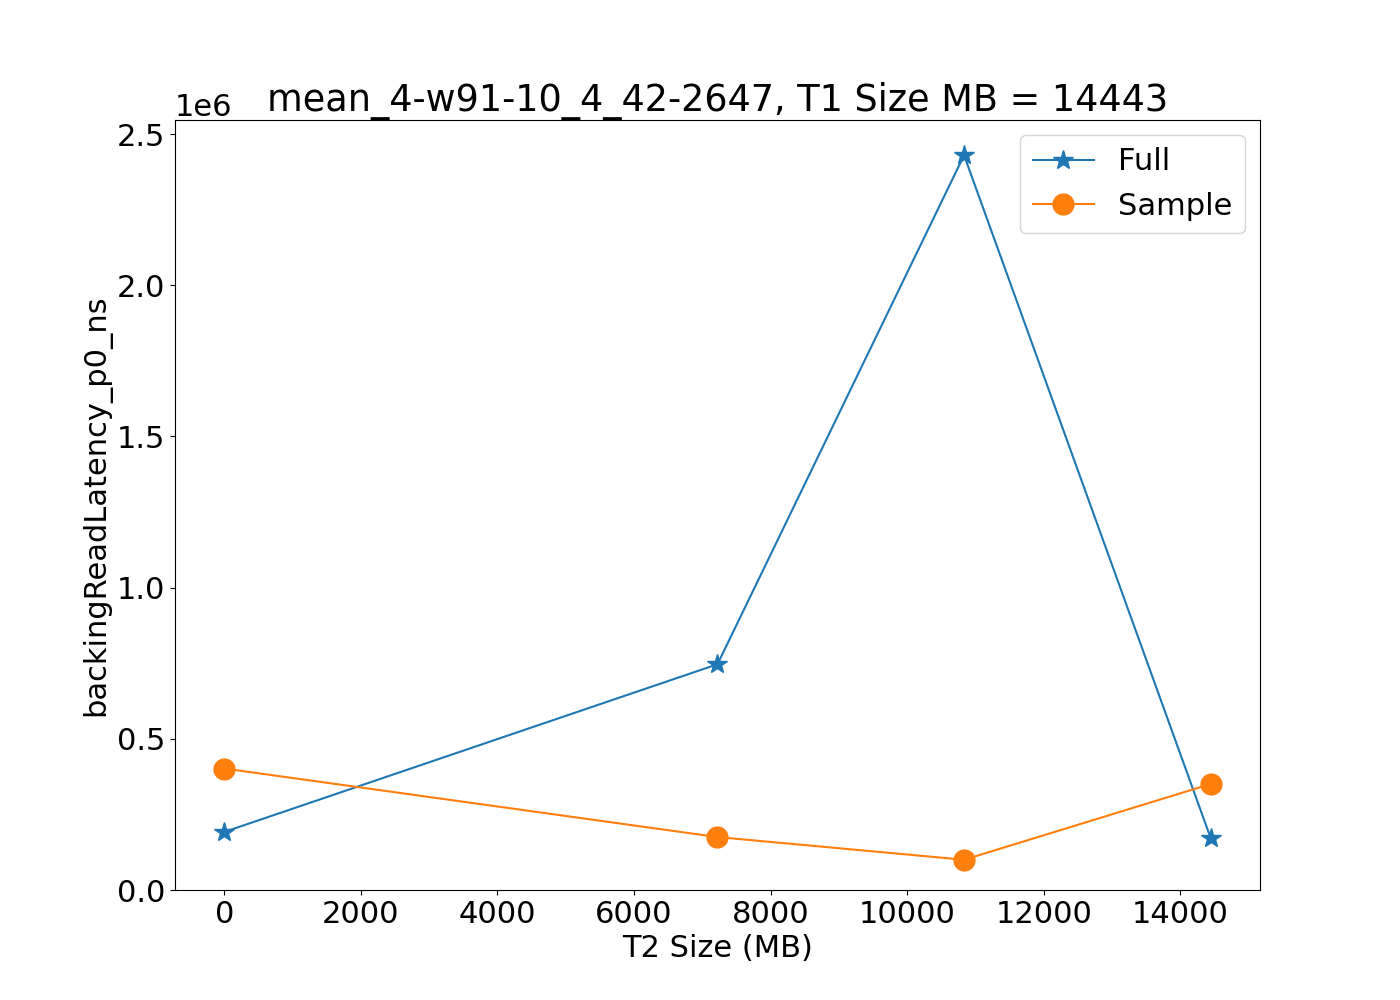 mean_4-w91-10_4_42-2647, T1 Size MB = 14443
1e6
2.5
2.0
1.5
1.0
0.5
0.0
backingReadLatency_p0_ns
Full
Sample
0 2000 4000 6000 8000 10000 12000 14000
T2 Size (MB)